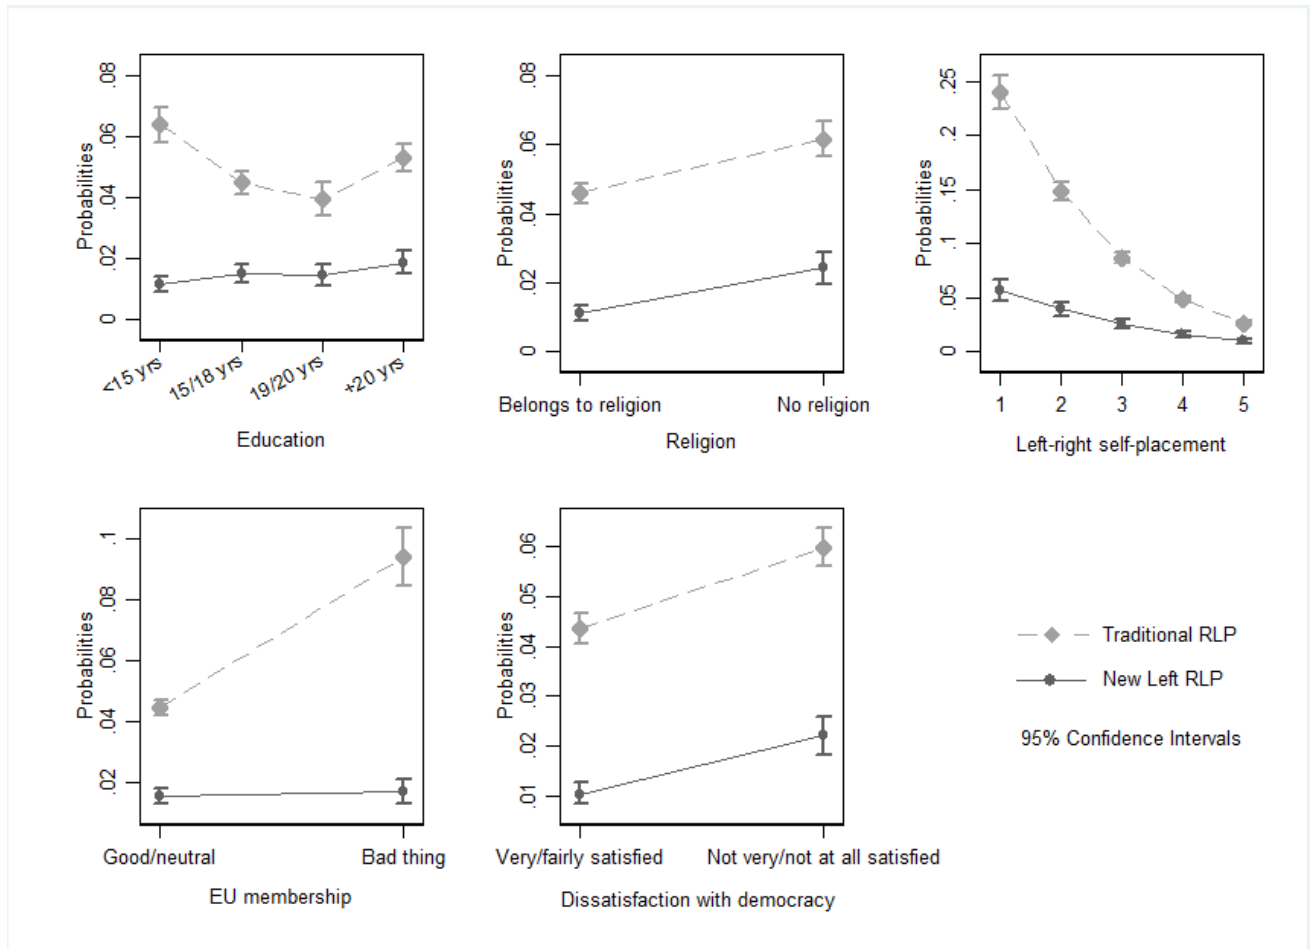 Probabilities
.08
.06
.04
.02
0
<15 yrs
15/18 yrs
19/20 yrs
+20 yrs
Education
Probabilities
.08
.06
.04
.02
0
Belongs to religion
No religion
Religion
Probabilities
.25
.2
.15
.1
.05
0
1
2
3
4
5
Left-right self-placement
Probabilities
.1
.08
.06
.04
.02
Good/neutral
Bad thing
EU membership
Probabilities
.06
.05
.04
.03
.02
.01
Very/fairly satisfied
Not very/not at all satisfied
Dissatisfaction with democracy
Traditional RLP
New Left RLP
95% Confidence Intervals